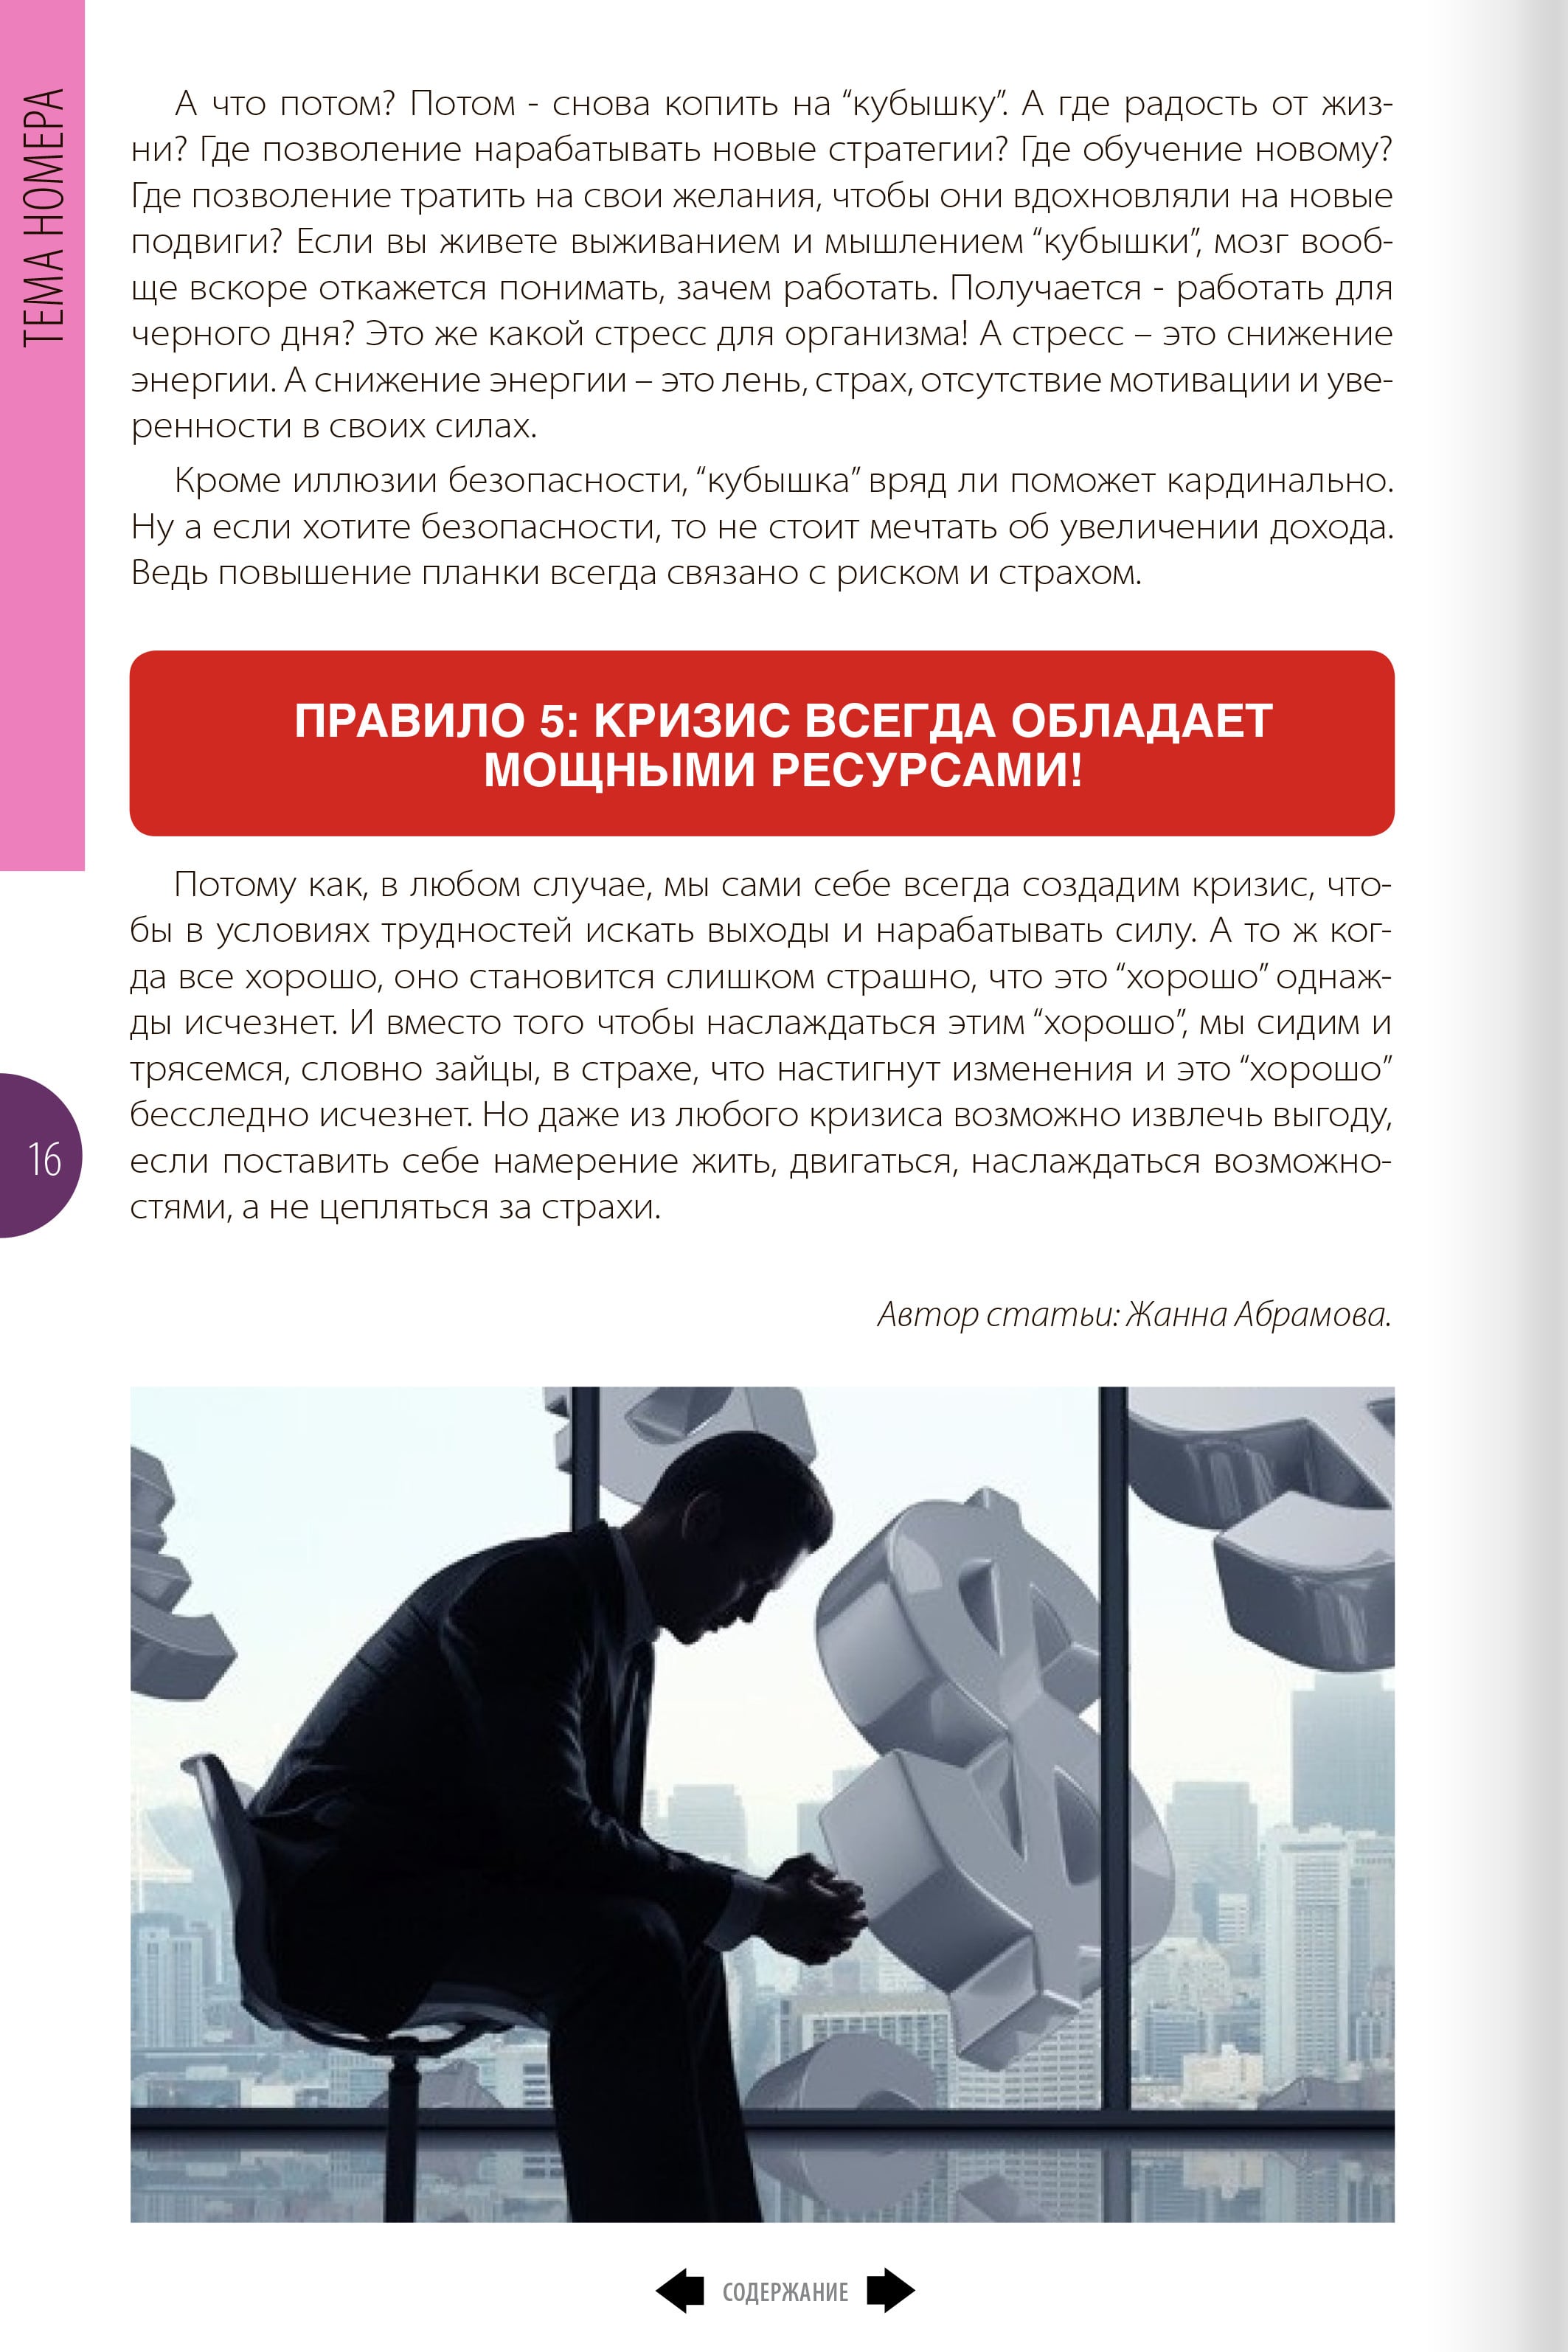 ТЕМА НОМЕРА
А что потом? Потом - снова копить на “кубышку”. А где радость от жиз-
ни? Где позволение нарабатывать новые стратегии? Где обучение новому?
Где позволение тратить на свои желания, чтобы они вдохновляли на новые
подвиги? Если вы живете выживанием и мышлением “кубышки”, мозг вооб-
ще вскоре откажется понимать, зачем работать. Получается - работать для
черного дня? Это же какой стресс для организма! А стресс – это снижение
энергии. А снижение энергии – это лень, страх, отсутствие мотивации и уве-
ренности в своих силах.
Кроме иллюзии безопасности, “кубышка” вряд ли поможет кардинально.
Ну а если хотите безопасности, то не стоит мечтать об увеличении дохода.
Ведь повышение планки всегда связано с риском и страхом.
ПРАВИЛО 5: КРИЗИС ВСЕГДА ОБЛАДАЕТ
МОЩНЫМИ РЕСУРСАМИ!
Потому как, в любом случае, мы сами себе всегда создадим кризис, что-
бы в условиях трудностей искать выходы и нарабатывать силу. А то ж ког-
да все хорошо, оно становится слишком страшно, что это “хорошо” однаж-
ды исчезнет. И вместо того чтобы наслаждаться этим “хорошо”, мы сидим и
трясемся, словно зайцы, в страхе, что настигнут изменения и это “хорошо”
бесследно исчезнет. Но даже из любого кризиса возможно извлечь выгоду,
если поставить себе намерение жить, двигаться, наслаждаться возможно-
стями, а не цепляться за страхи.
16
Автор статьи: Жанна Абрамова.
СОДЕРЖАНИЕ